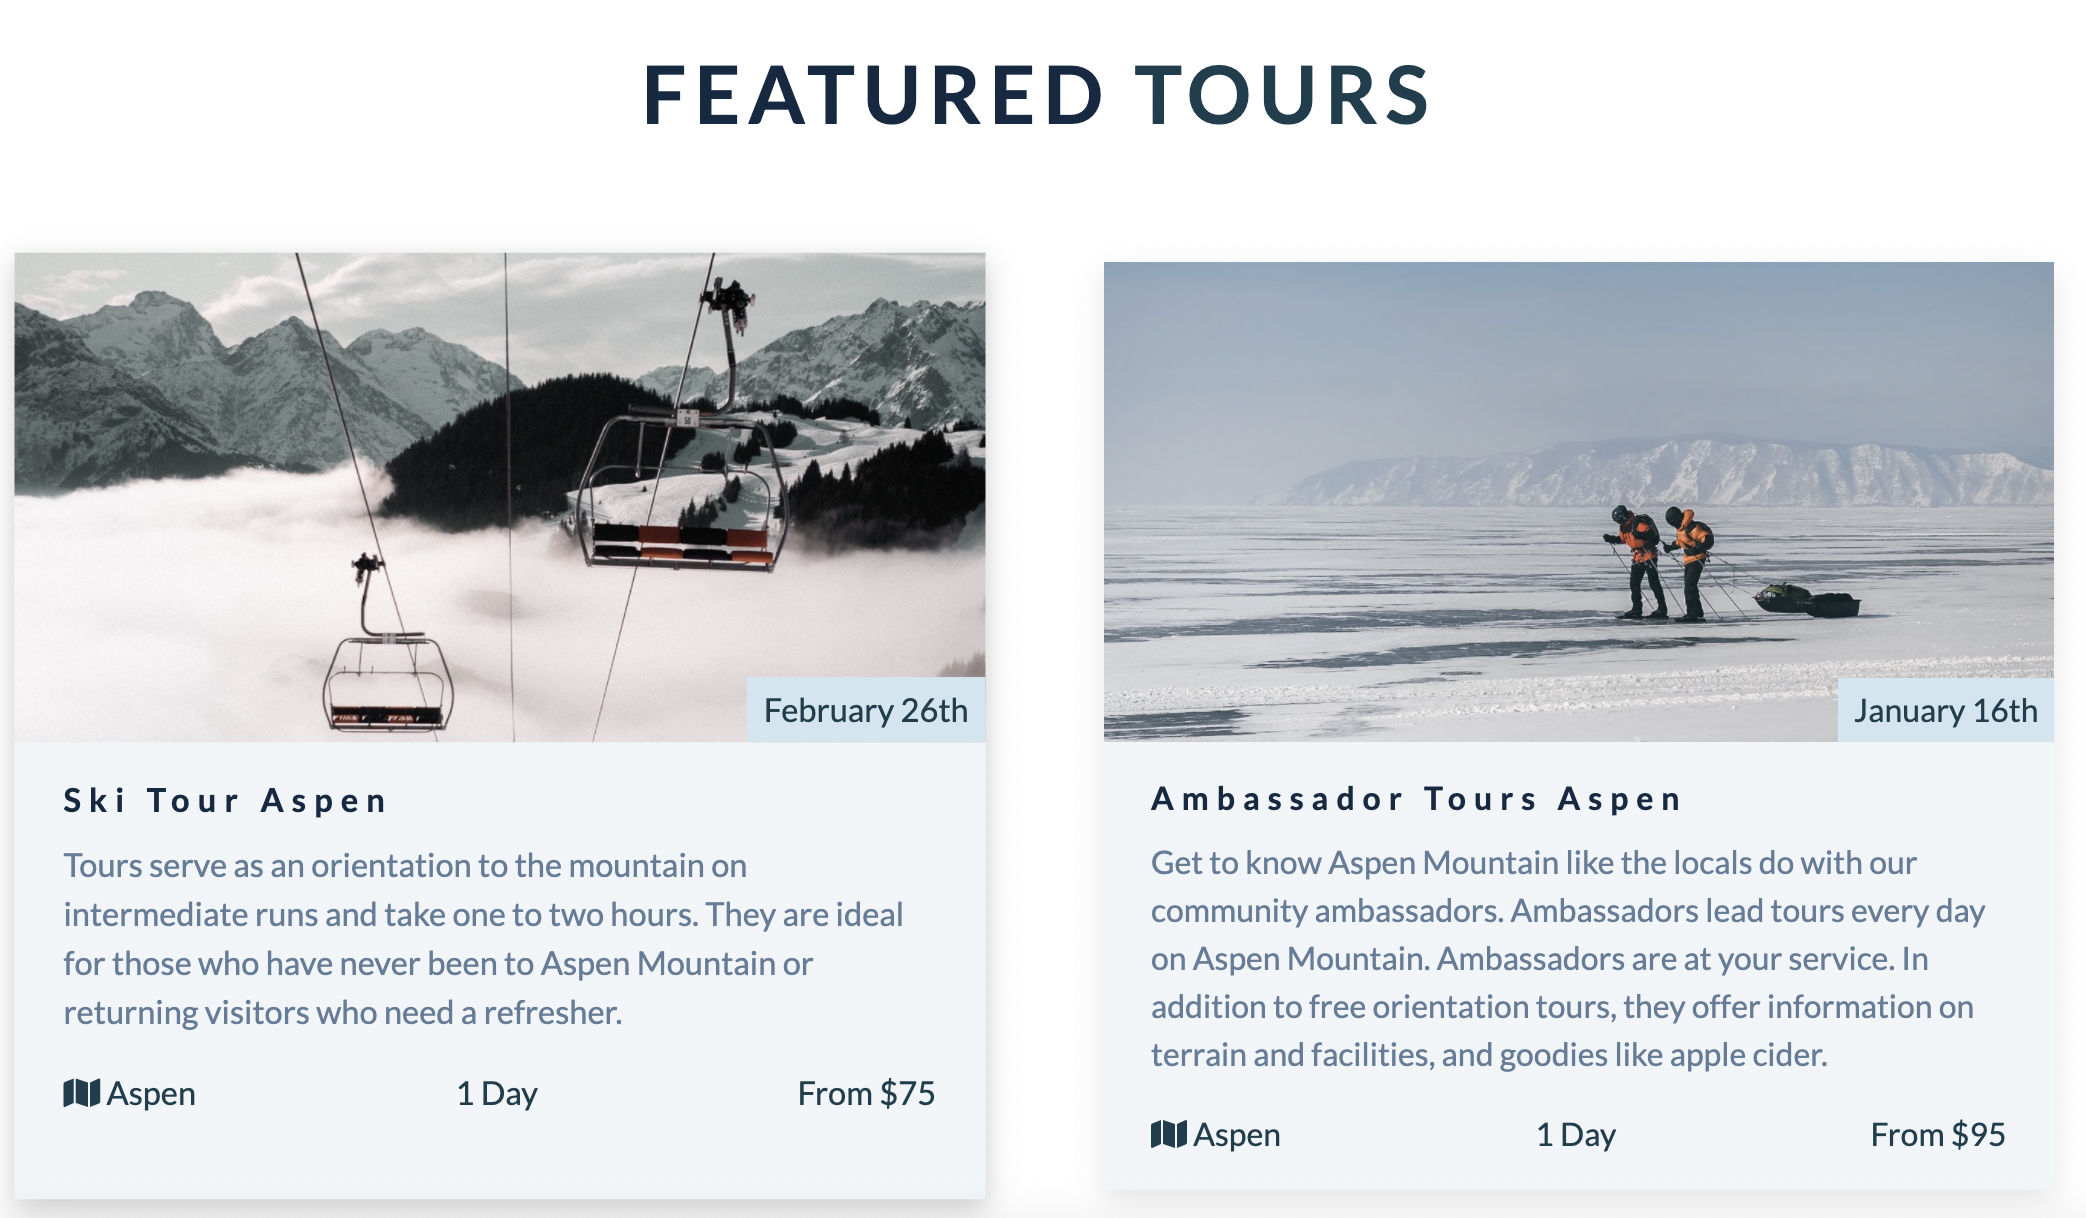 FEATURED TOURS
February 26th
Ski Tour Aspen
Tours serve as an orientation to the mountain on
intermediate runs and take one to two hours. They are ideal
for those who have never been to Aspen Mountain or
returning visitors who need a refresher.
Aspen 1 Day From $75
January 16th
Ambassador Tours Aspen
Get to know Aspen Mountain like the locals do with our
community ambassadors. Ambassadors lead tours every day
on Aspen Mountain. Ambassadors are at your service. In
addition to free orientation tours, they offer information on
terrain and facilities, and goodies like apple cider.
Aspen 1 Day From $95